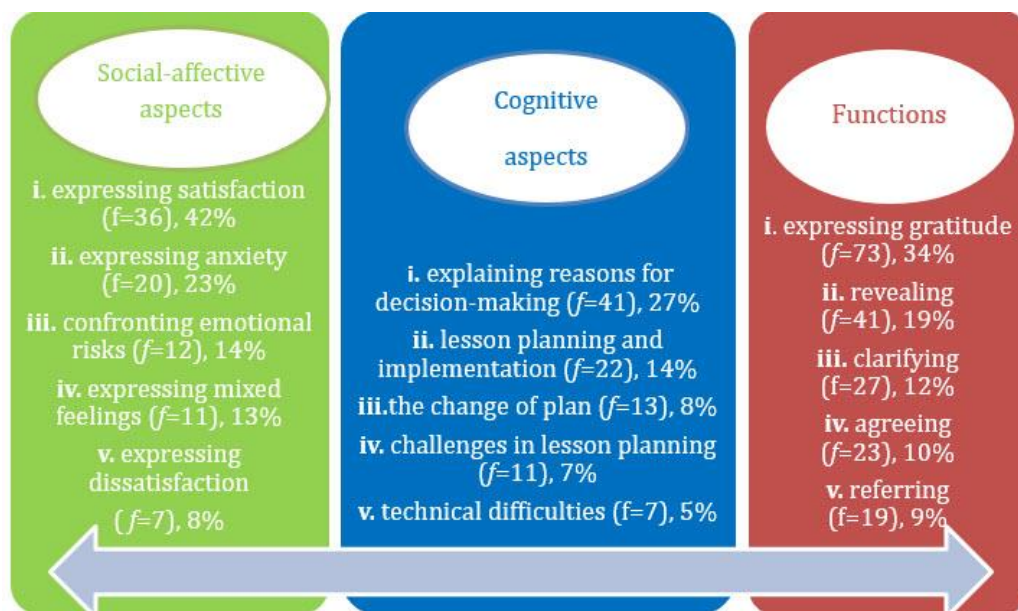 Social-affective
aspects
i. expressing satisfaction
(f=36), 42%
ii. expressing anxiety
(f=20), 23%
iii. confronting emotional
risks (f=12), 14%
iv. expressing mixed
feelings (f=11), 13%
v. expressing
dissatisfaction
(f=7), 8%
Cognitive
aspects
i. explaining reasons for
decision-making (f=41), 27%
ii. lesson planning and
implementation (f=22), 14%
iii.the change of plan (f=13), 8%
iv. challenges in lesson planning
(f=11), 7%
v. technical difficulties (f=7), 5%
Functions
i. expressing gratitude
(f=73), 34%
ii. revealing
(f=41), 19%
iii. clarifying
(f=27), 12%
iv. agreeing
(f=23), 10%
v. referring
(f=19), 9%